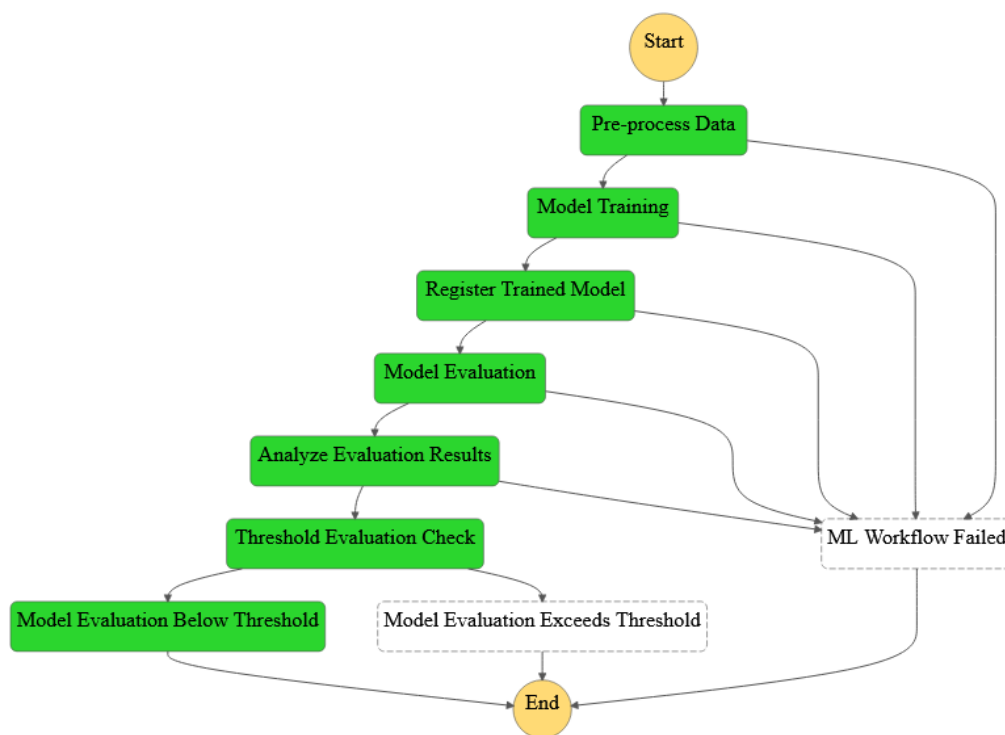 Start
Pre-process Data
Model Training
Register Trained Model
Model Evaluation
Analyze Evaluation Results
Threshold Evaluation Check
ML Workflow Failed
Model Evaluation Below Threshold
Model Evaluation Exceeds Threshold
End